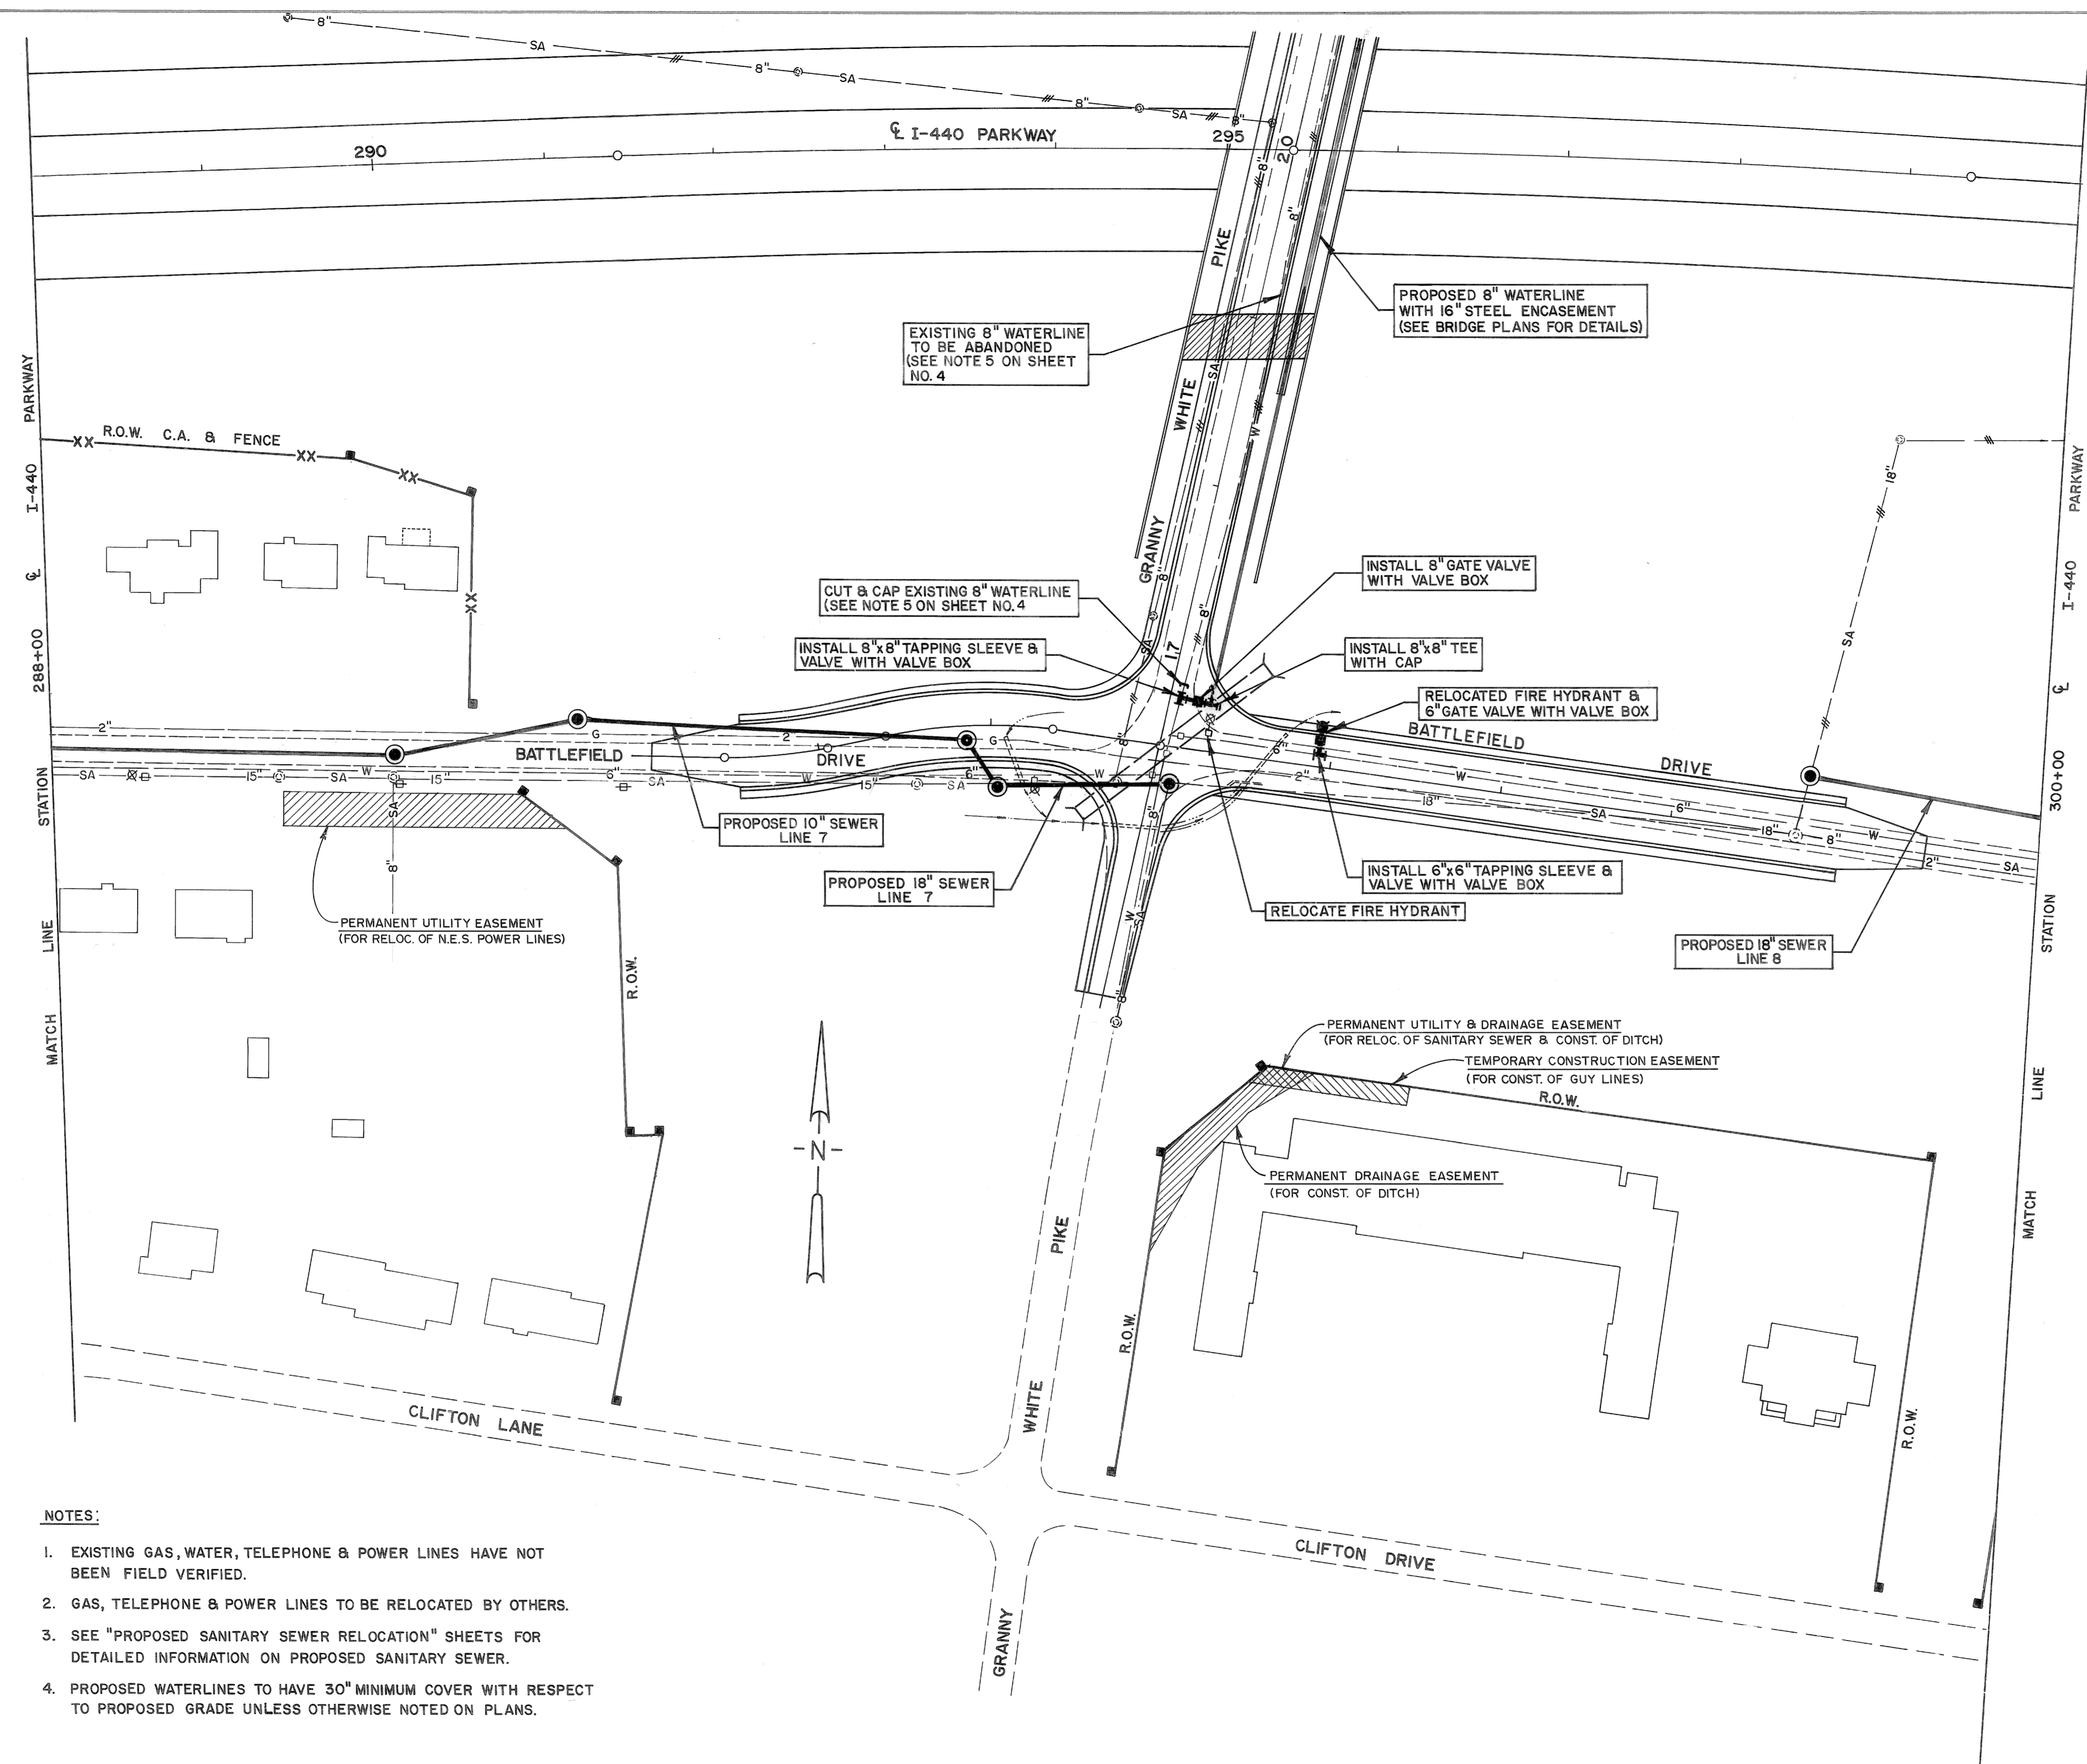 8"
SA
8"
SA
8"
SA
8"
℄ I-440 PARKWAY
290
295
20
8"
8"
PIKE
WHITE
GRANNY
SA
W
PROPOSED 8" WATERLINE
WITH 16" STEEL ENCASEMENT
(SEE BRIDGE PLANS FOR DETAILS)
EXISTING 8" WATERLINE
TO BE ABANDONED
(SEE NOTE 5 ON SHEET
NO. 4
MATCH LINE STATION 288+00 ℄ I-440 PARKWAY
XX R.O.W. C.A. & FENCE XX
XX
XX
18"
SA
MATCH LINE STATION 300+00 ℄ I-440 PARKWAY
INSTALL 8" GATE VALVE
WITH VALVE BOX
CUT & CAP EXISTING 8" WATERLINE
(SEE NOTE 5 ON SHEET NO. 4
8"
8"
SA
17
INSTALL 8"x8" TAPPING SLEEVE &
VALVE WITH VALVE BOX
INSTALL 8"x8" TEE
WITH CAP
RELOCATED FIRE HYDRANT &
6" GATE VALVE WITH VALVE BOX
2"
G
2
G
8"
6"
BATTLEFIELD DRIVE
BATTLEFIELD DRIVE
SA
15"
SA
W
15"
6"
SA
W
15"
SA
6"
W
2"
W
18"
SA
6"
18"
8"
W
2"
SA
SA
8"
8"
W
SA
8"
PROPOSED 10" SEWER
LINE 7
PROPOSED 18" SEWER
LINE 7
INSTALL 6"x6" TAPPING SLEEVE &
VALVE WITH VALVE BOX
RELOCATE FIRE HYDRANT
PERMANENT UTILITY EASEMENT
(FOR RELOC. OF N.E.S. POWER LINES)
PROPOSED 18" SEWER
LINE 8
R.O.W.
PERMANENT UTILITY & DRAINAGE EASEMENT
(FOR RELOC. OF SANITARY SEWER & CONST. OF DITCH)
TEMPORARY CONSTRUCTION EASEMENT
(FOR CONST. OF GUY LINES)
R.O.W.
-N-
PERMANENT DRAINAGE EASEMENT
(FOR CONST. OF DITCH)
PIKE
WHITE
GRANNY
R.O.W.
R.O.W.
CLIFTON LANE
CLIFTON DRIVE
NOTES:
1. EXISTING GAS, WATER, TELEPHONE & POWER LINES HAVE NOT
BEEN FIELD VERIFIED.
2. GAS, TELEPHONE & POWER LINES TO BE RELOCATED BY OTHERS.
3. SEE "PROPOSED SANITARY SEWER RELOCATION" SHEETS FOR
DETAILED INFORMATION ON PROPOSED SANITARY SEWER.
4. PROPOSED WATERLINES TO HAVE 30" MINIMUM COVER WITH RESPECT
TO PROPOSED GRADE UNLESS OTHERWISE NOTED ON PLANS.